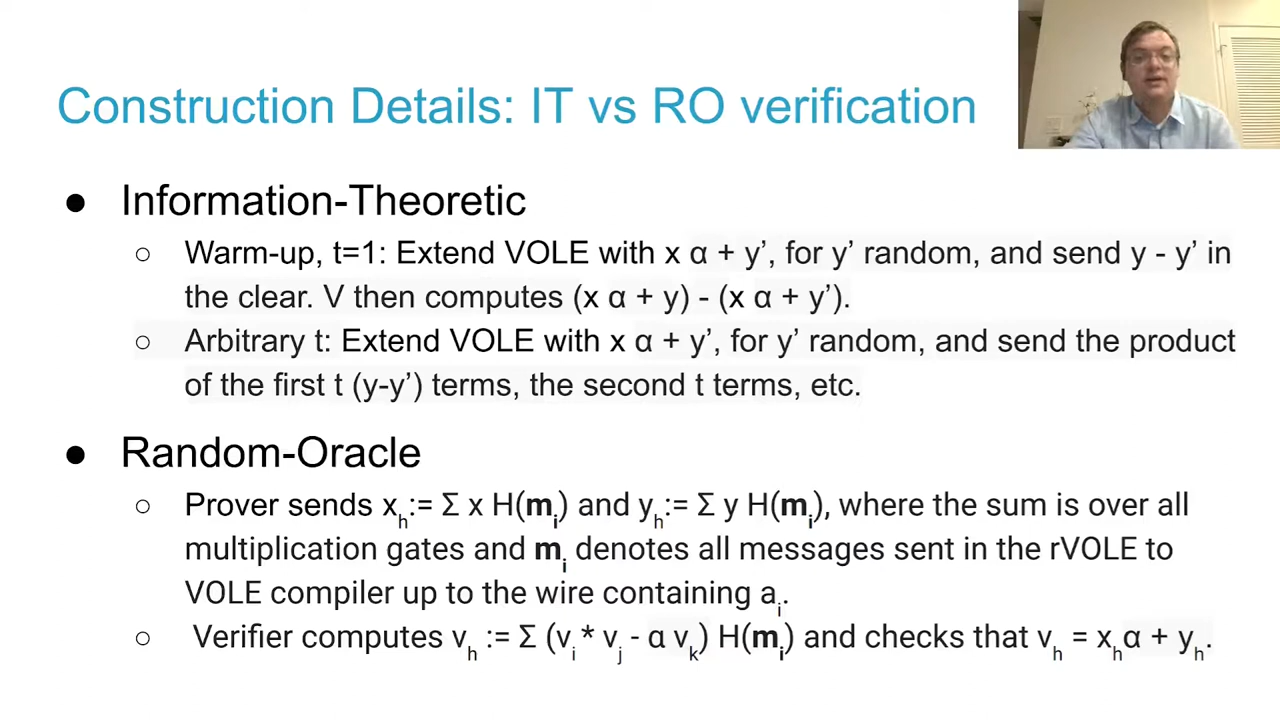 Construction Details: IT vs RO verification
● Information-Theoretic
○ Warm-up, t=1: Extend VOLE with x α + y’, for y’ random, and send y - y’ in
the clear. V then computes (x α + y) - (x α + y’).
○ Arbitrary t: Extend VOLE with x α + y’, for y’ random, and send the product
of the first t (y-y’) terms, the second t terms, etc.
● Random-Oracle
○ Prover sends xₕ:= Σ x H(mᵢ) and yₕ:= Σ y H(mᵢ), where the sum is over all
multiplication gates and mᵢ denotes all messages sent in the rVOLE to
VOLE compiler up to the wire containing aᵢ.
○ Verifier computes vₕ := Σ (vᵢ * vⱼ - α vₖ) H(mᵢ) and checks that vₕ = xₕα + yₕ.